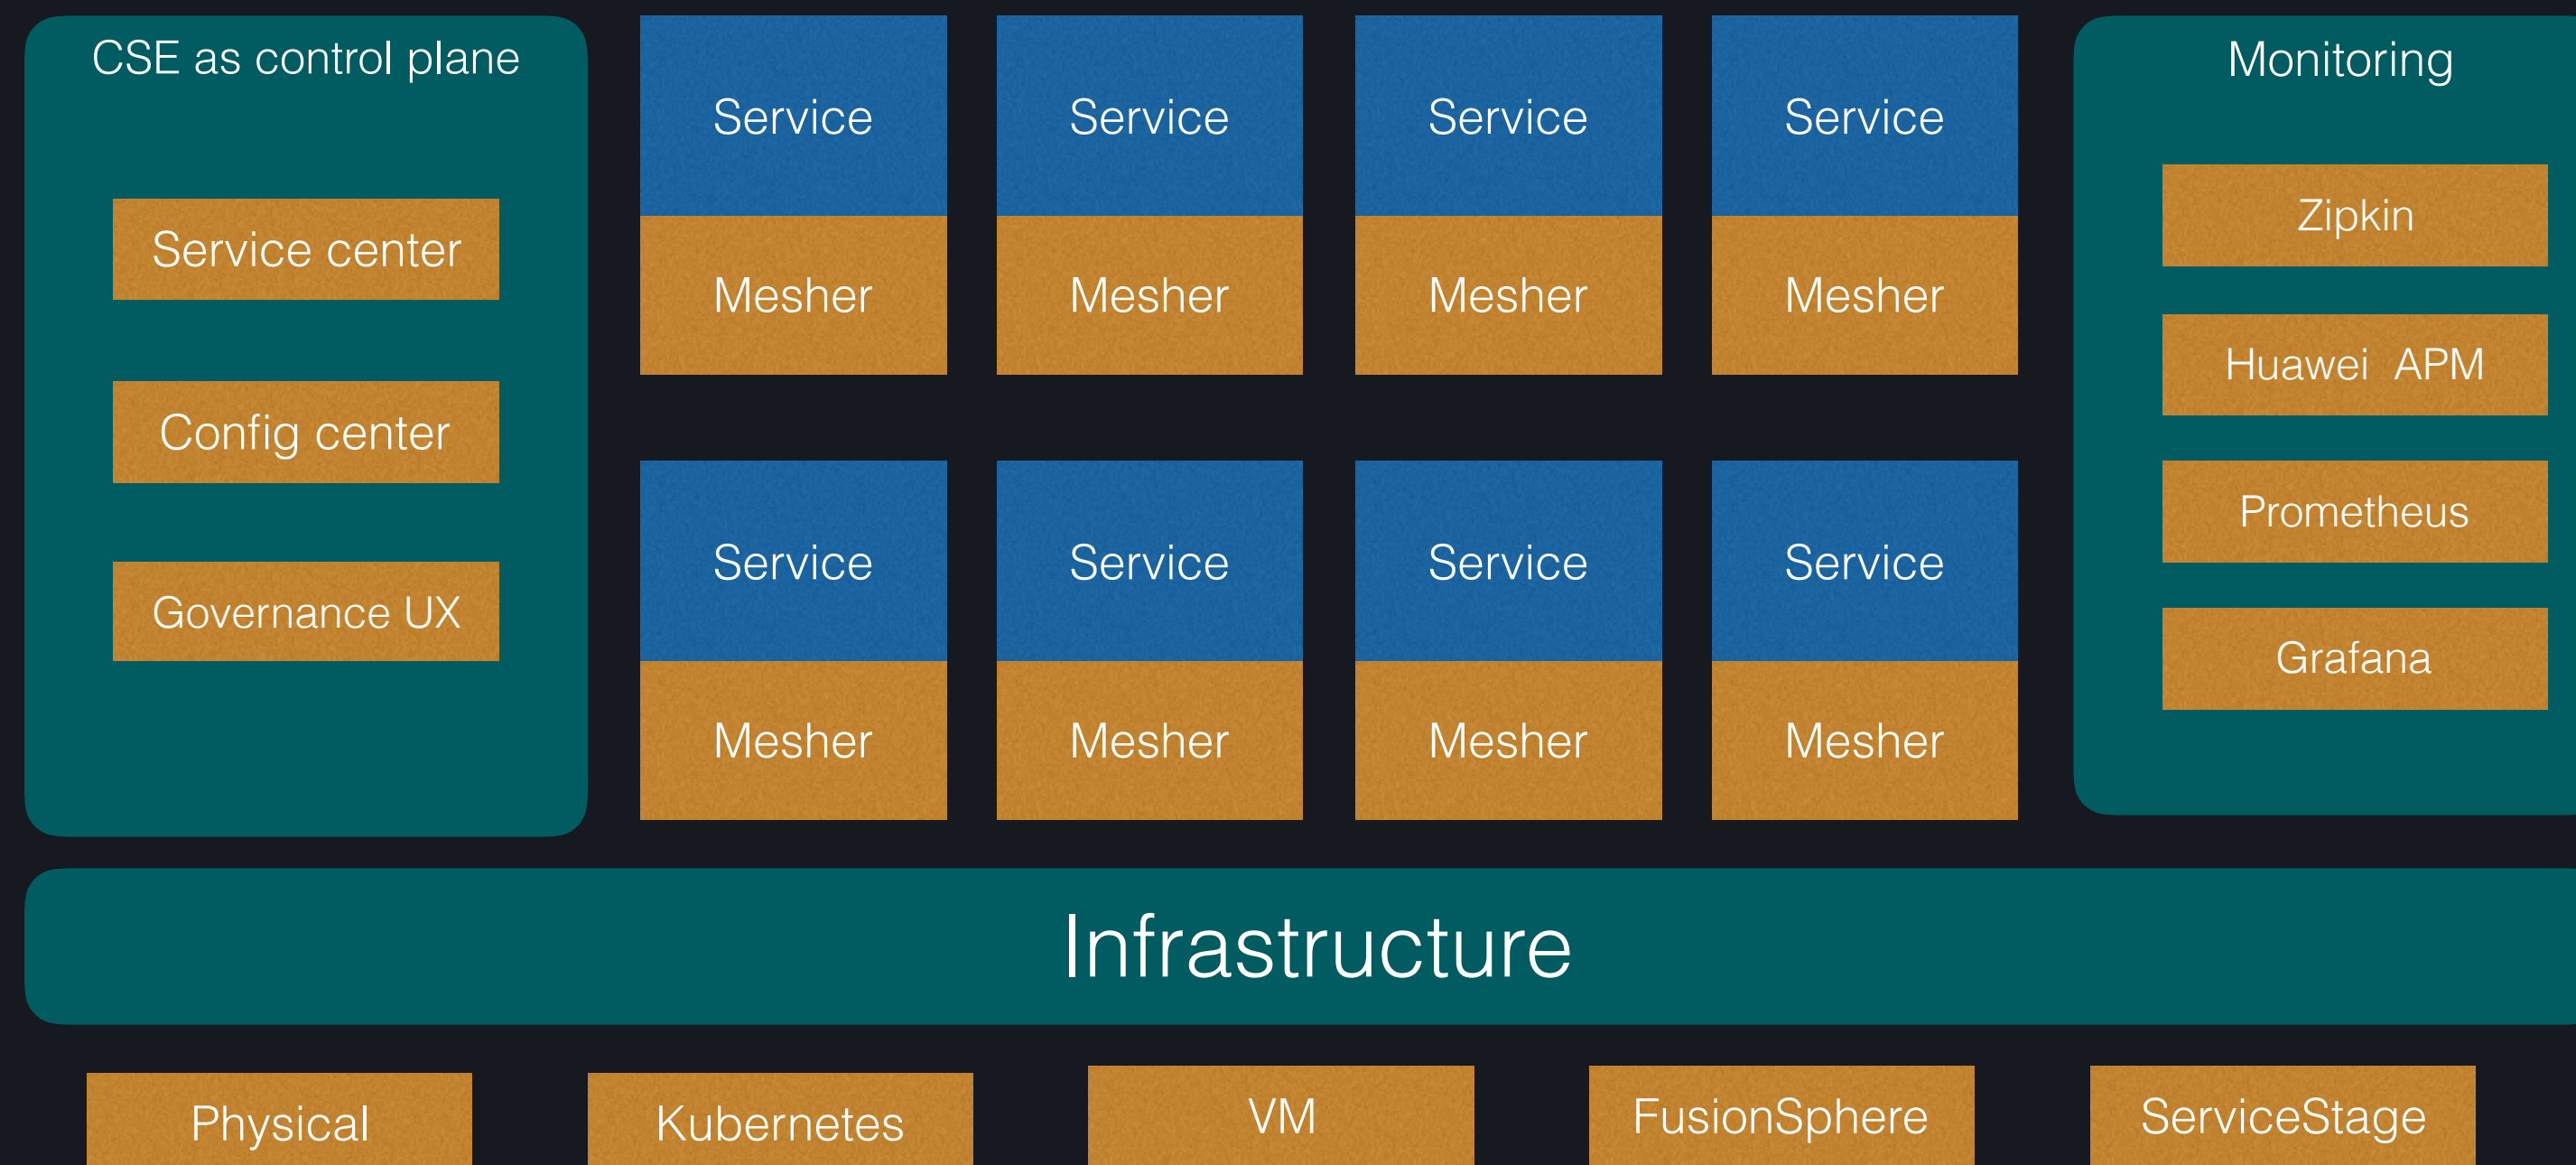 CSE as control plane
Service center
Config center
Governance UX
Service
Service
Service
Service
Mesher
Mesher
Mesher
Mesher
Service
Service
Service
Service
Mesher
Mesher
Mesher
Mesher
Monitoring
Zipkin
Huawei APM
Prometheus
Grafana
Infrastructure
Physical
Kubernetes
VM
FusionSphere
ServiceStage